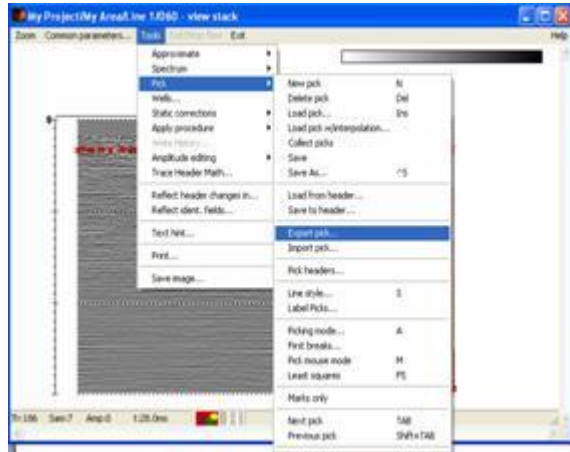 My Project\My Area\Line 1\060 - view stack
Zoom Common parameters... Tools Exit Help
Approximate
Spectrum
Pick
Wells...
Static corrections
Apply procedure
Amplitude editing
Trace Header Math...
Reflect header changes in...
Reflect ident. fields...
Text hint...
Print...
Save image...
New pick N
Delete pick Del
Load pick... Ins
Load pick w/interpolation...
Collect picks
Save
Save As... ^S
Load from header...
Save to header...
Export pick...
Import pick...
Pick headers...
Line style...
Label Picks...
Picking mode... A
First breaks...
Pick mouse mode M
Least squares
Marks only
Next pick TAB
Previous pick Shift+TAB
Tr:186 Sam:7 Amp:0 t:28.0ms